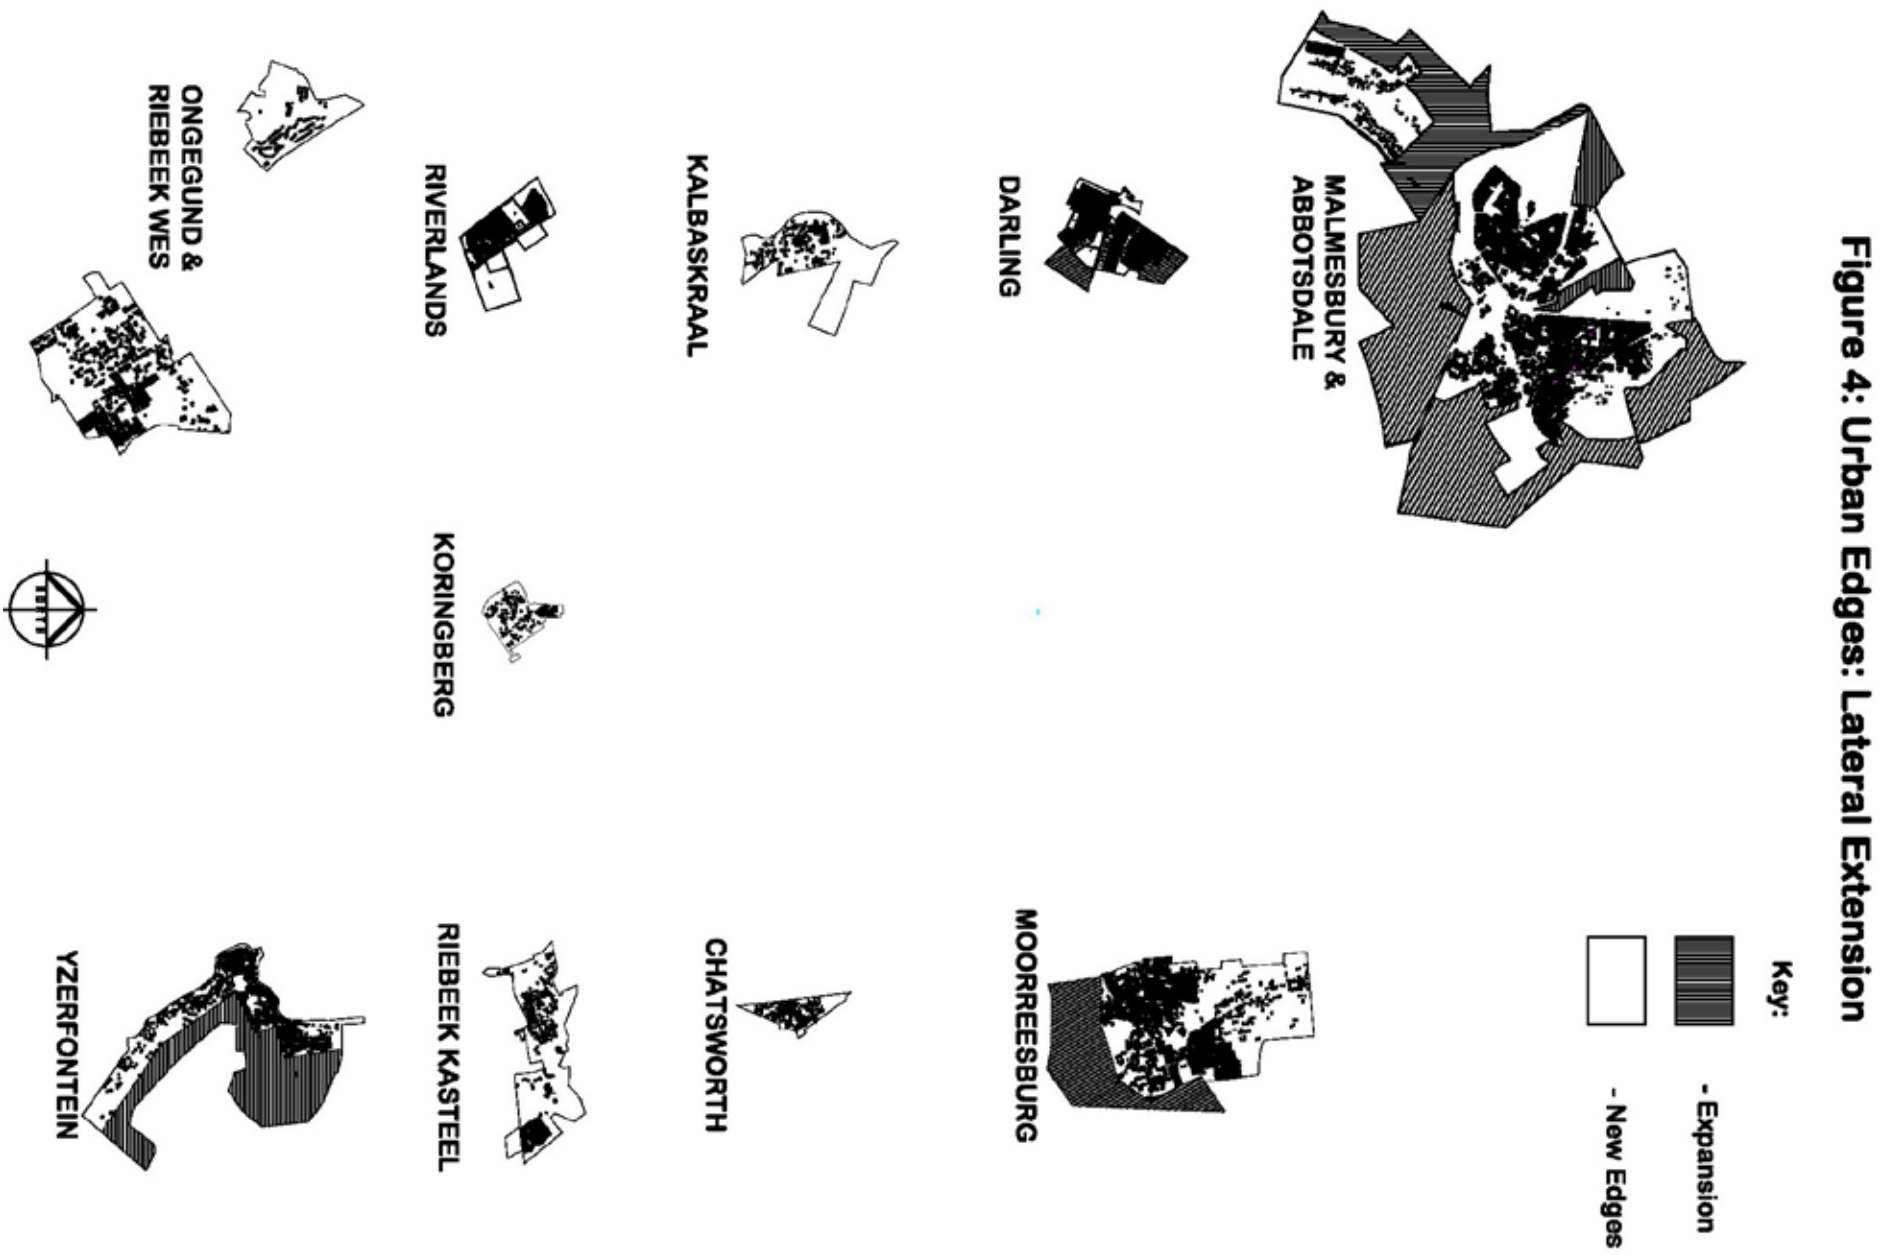 Figure 4: Urban Edges: Lateral Extension
Key:
- Expansion
- New Edges
MALMESBURY &
ABBOTSDALE
DARLING
MOORREESBURG
KALBASKRAAL
CHATSWORTH
RIVERLANDS
KORINGBERG
RIEBEEK KASTEEL
ONGEGUND &
RIEBEEK WES
YZERFONTEIN
NORTH